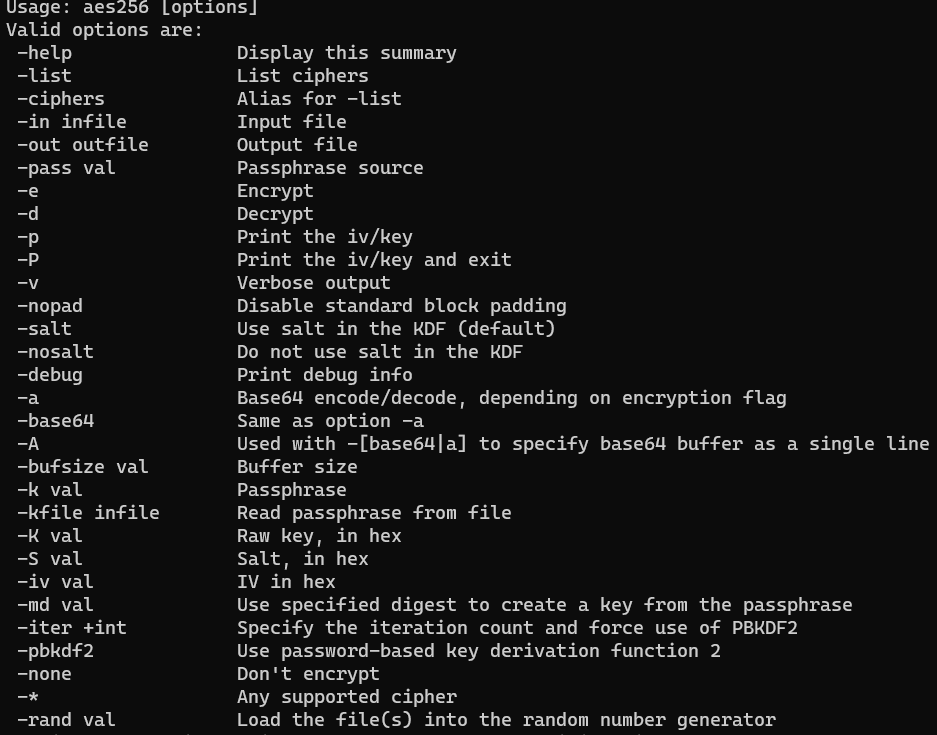 Usage: aes256 [options]
Valid options are:
 -help               Display this summary
 -list               List ciphers
 -ciphers            Alias for -list
 -in infile          Input file
 -out outfile        Output file
 -pass val           Passphrase source
 -e                  Encrypt
 -d                  Decrypt
 -p                  Print the iv/key
 -P                  Print the iv/key and exit
 -v                  Verbose output
 -nopad              Disable standard block padding
 -salt               Use salt in the KDF (default)
 -nosalt             Do not use salt in the KDF
 -debug              Print debug info
 -a                  Base64 encode/decode, depending on encryption flag
 -base64             Same as option -a
 -A                  Used with -[base64|a] to specify base64 buffer as a single line
 -bufsize val        Buffer size
 -k val              Passphrase
 -kfile infile       Read passphrase from file
 -K val              Raw key, in hex
 -S val              Salt, in hex
 -iv val             IV in hex
 -md val             Use specified digest to create a key from the passphrase
 -iter +int          Specify the iteration count and force use of PBKDF2
 -pbkdf2             Use password-based key derivation function 2
 -none               Don't encrypt
 -*                  Any supported cipher
 -rand val           Load the file(s) into the random number generator